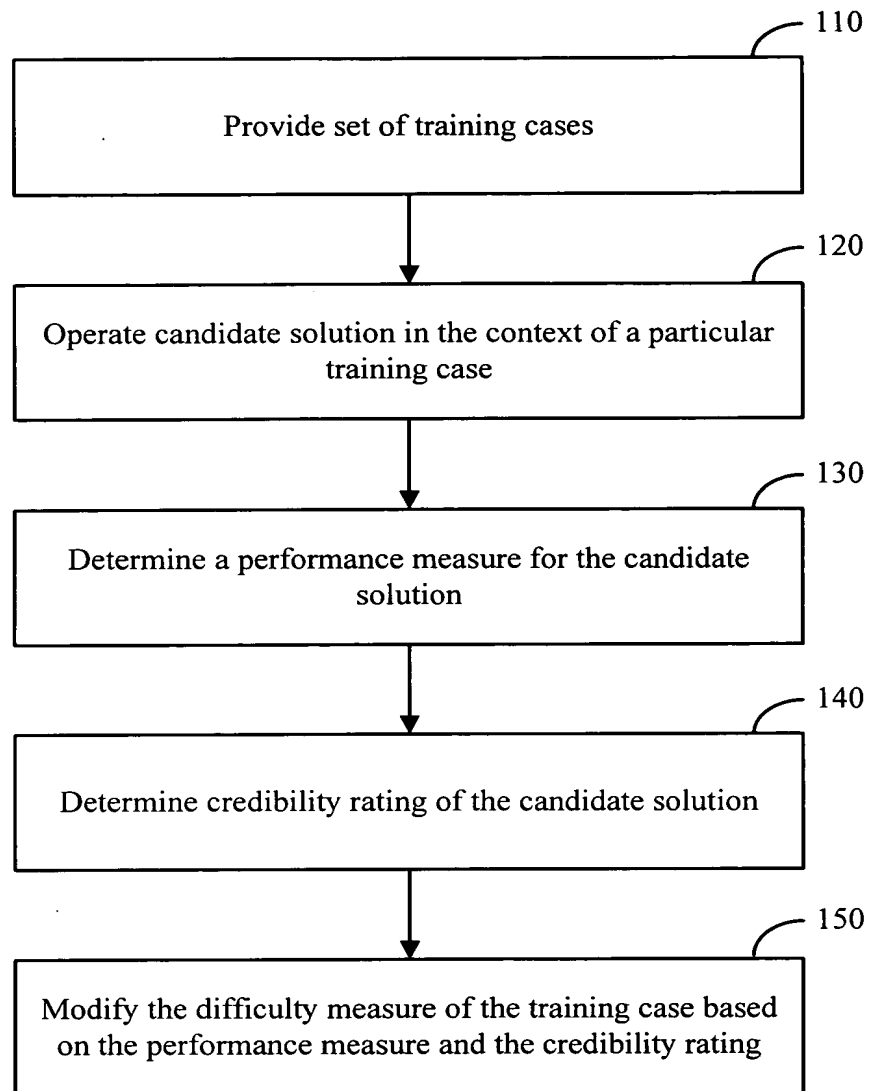 110
Provide set of training cases
120
Operate candidate solution in the context of a particular
training case
130
Determine a performance measure for the candidate
solution
140
Determine credibility rating of the candidate solution
150
Modify the difficulty measure of the training case based
on the performance measure and the credibility rating